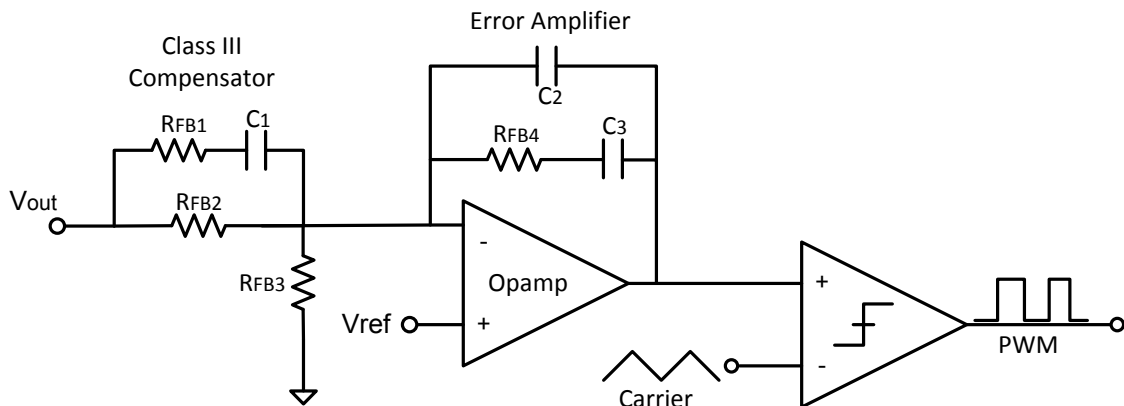 Error Amplifier
Class III
Compensator
C2
RFB1
C1
RFB4
C3
Vout
RFB2
-
RFB3
Opamp
+
Vref
+
-
PWM
Carrier